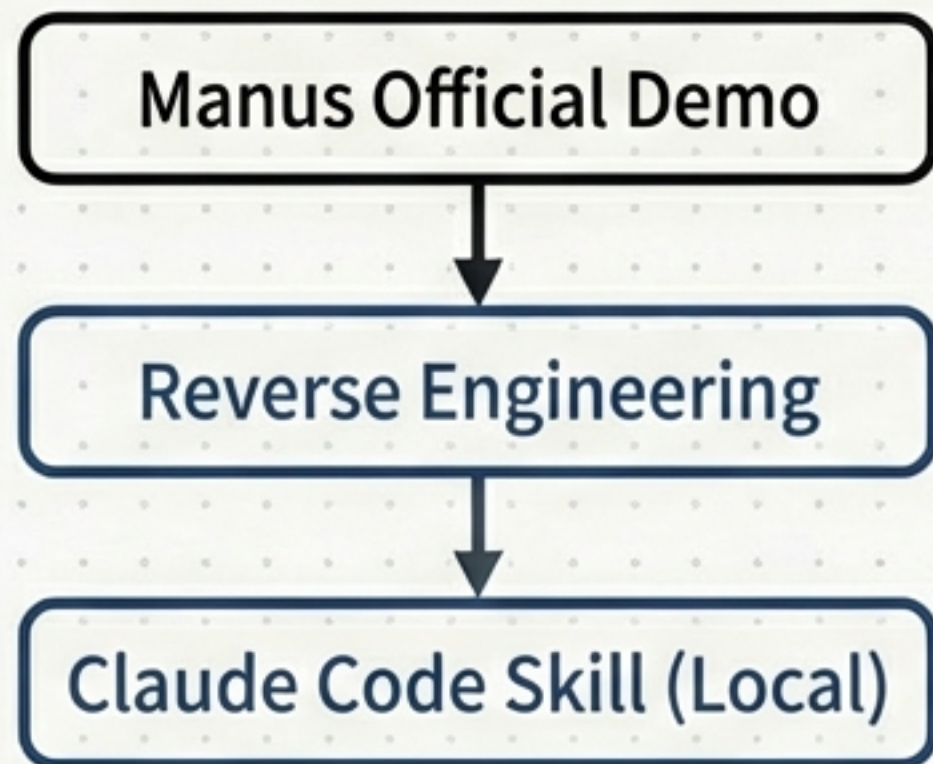 Manus Official Demo
Reverse Engineering
Claude Code Skill (Local)